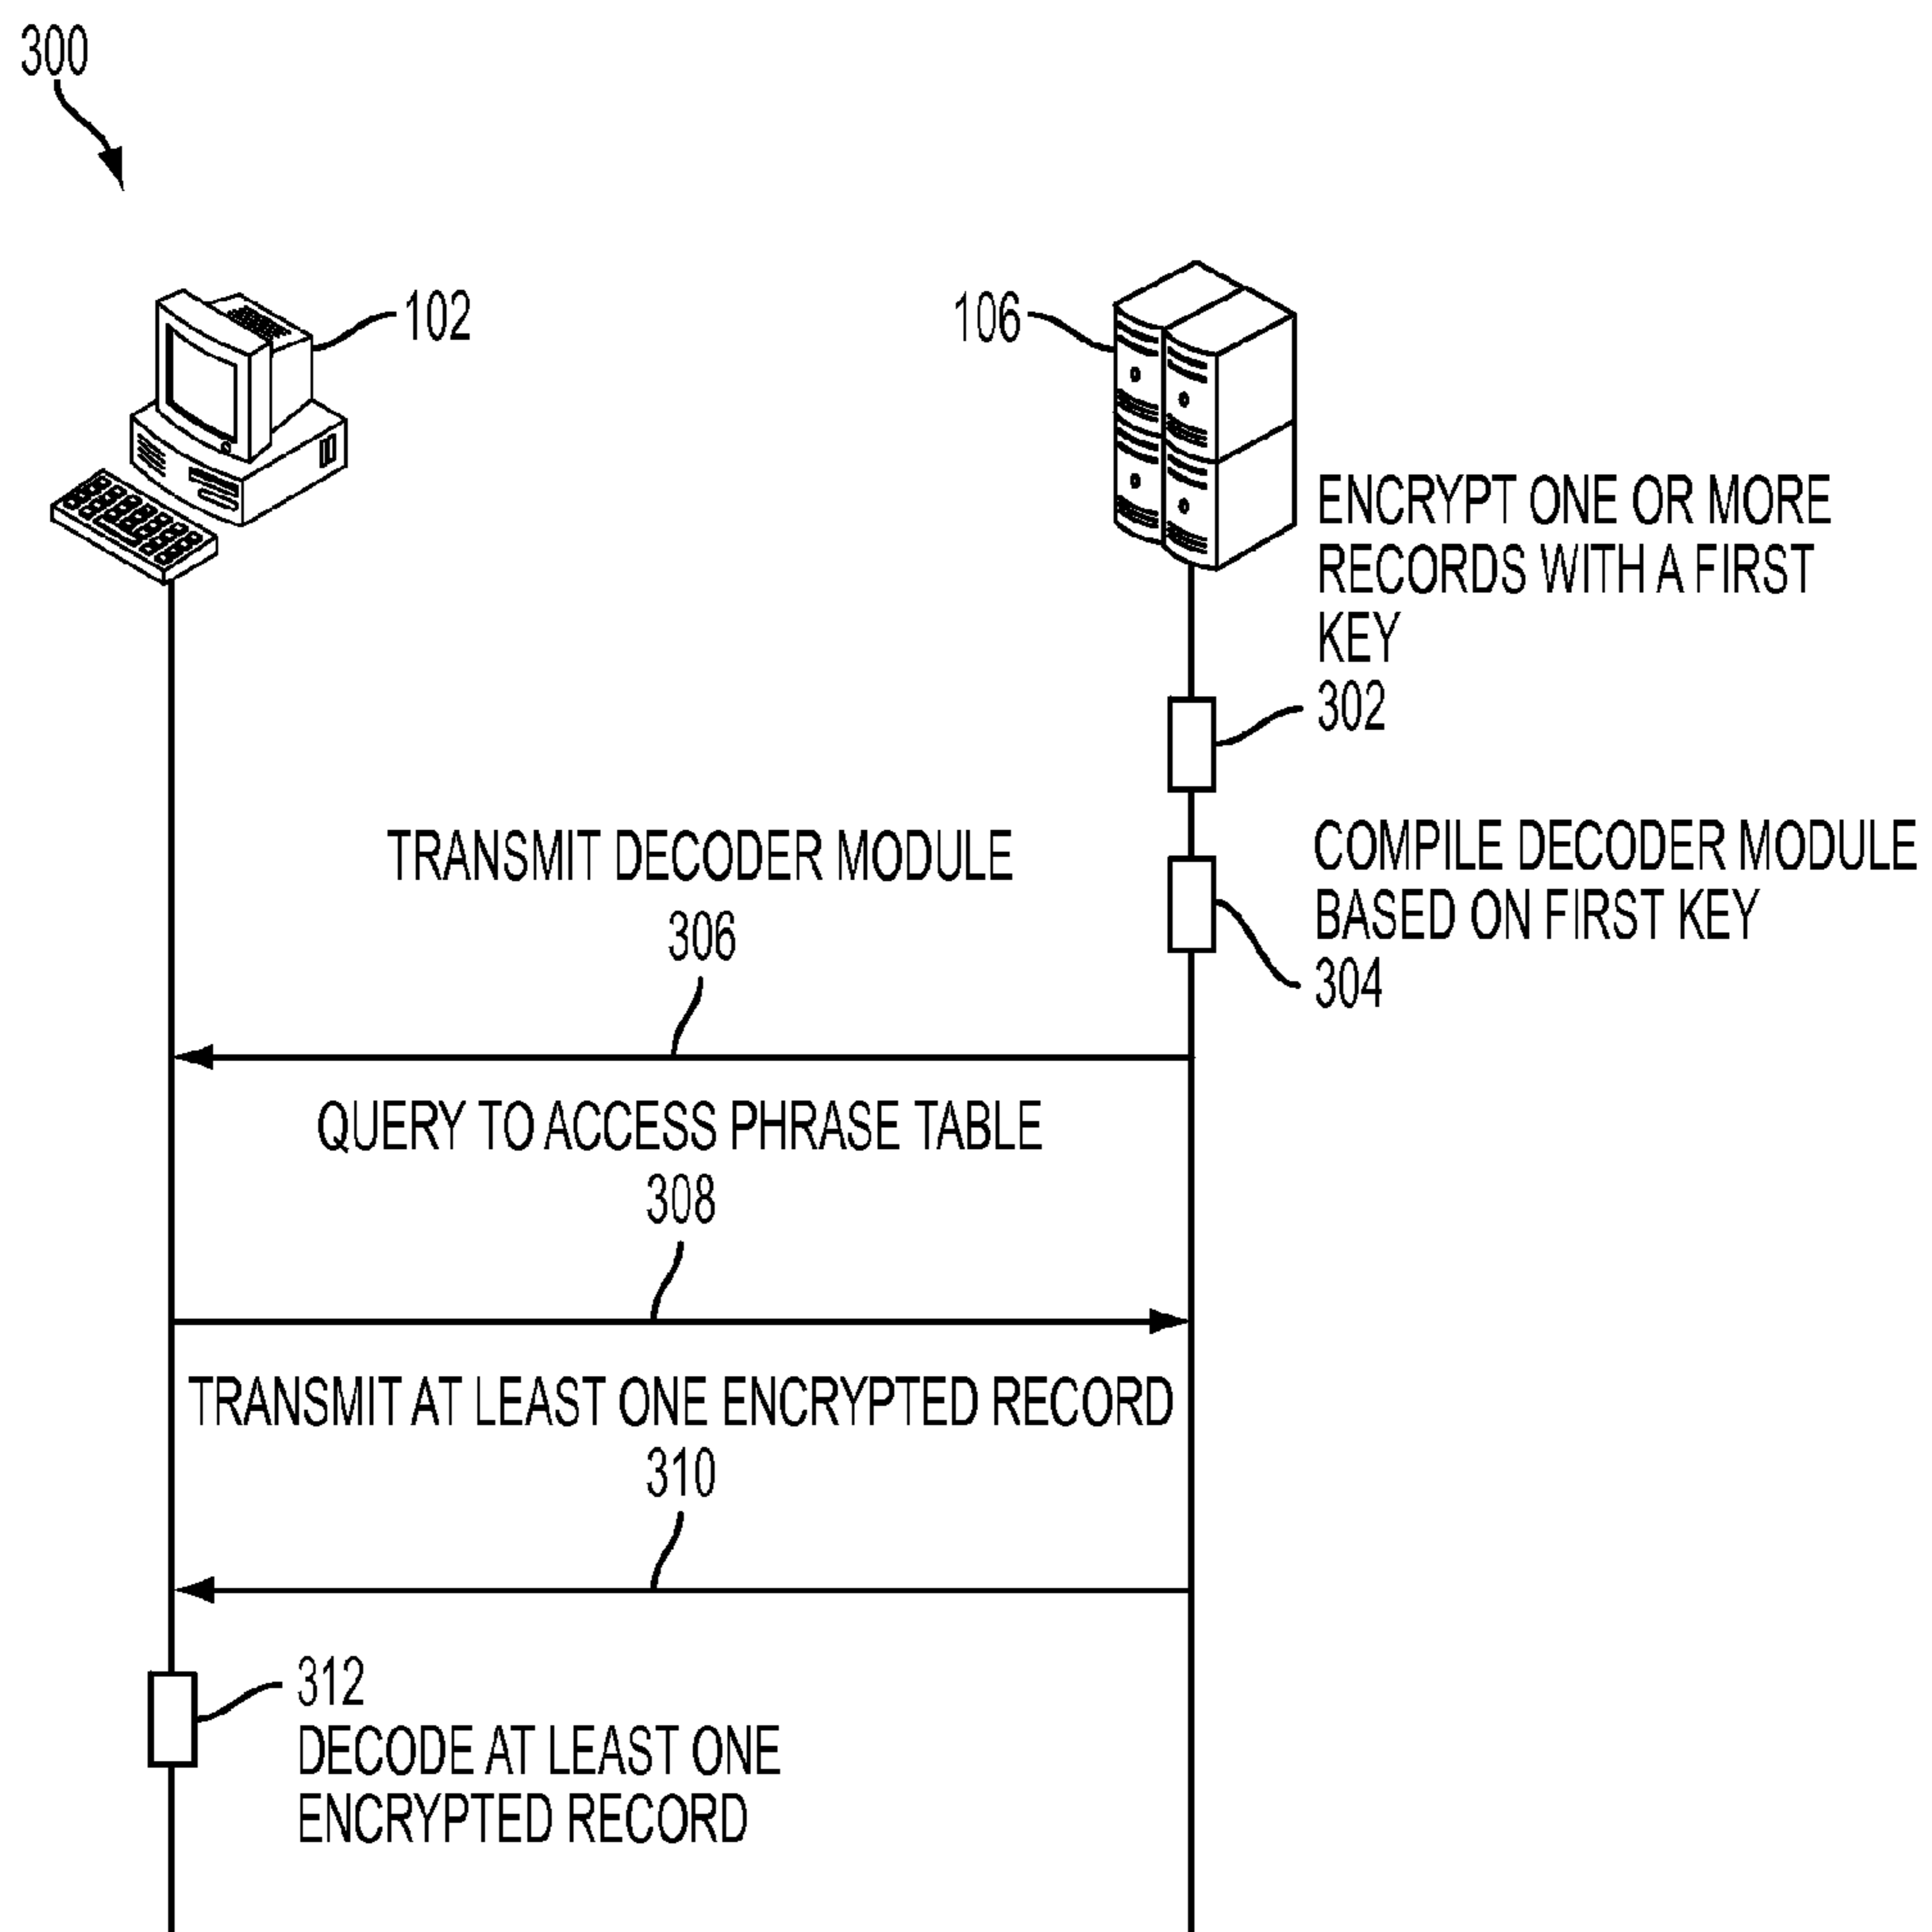 300
102
106
ENCRYPT ONE OR MORE
RECORDS WITH A FIRST
KEY
302
COMPILE DECODER MODULE
BASED ON FIRST KEY
304
TRANSMIT DECODER MODULE
306
QUERY TO ACCESS PHRASE TABLE
308
TRANSMIT AT LEAST ONE ENCRYPTED RECORD
310
312
DECODE AT LEAST ONE
ENCRYPTED RECORD